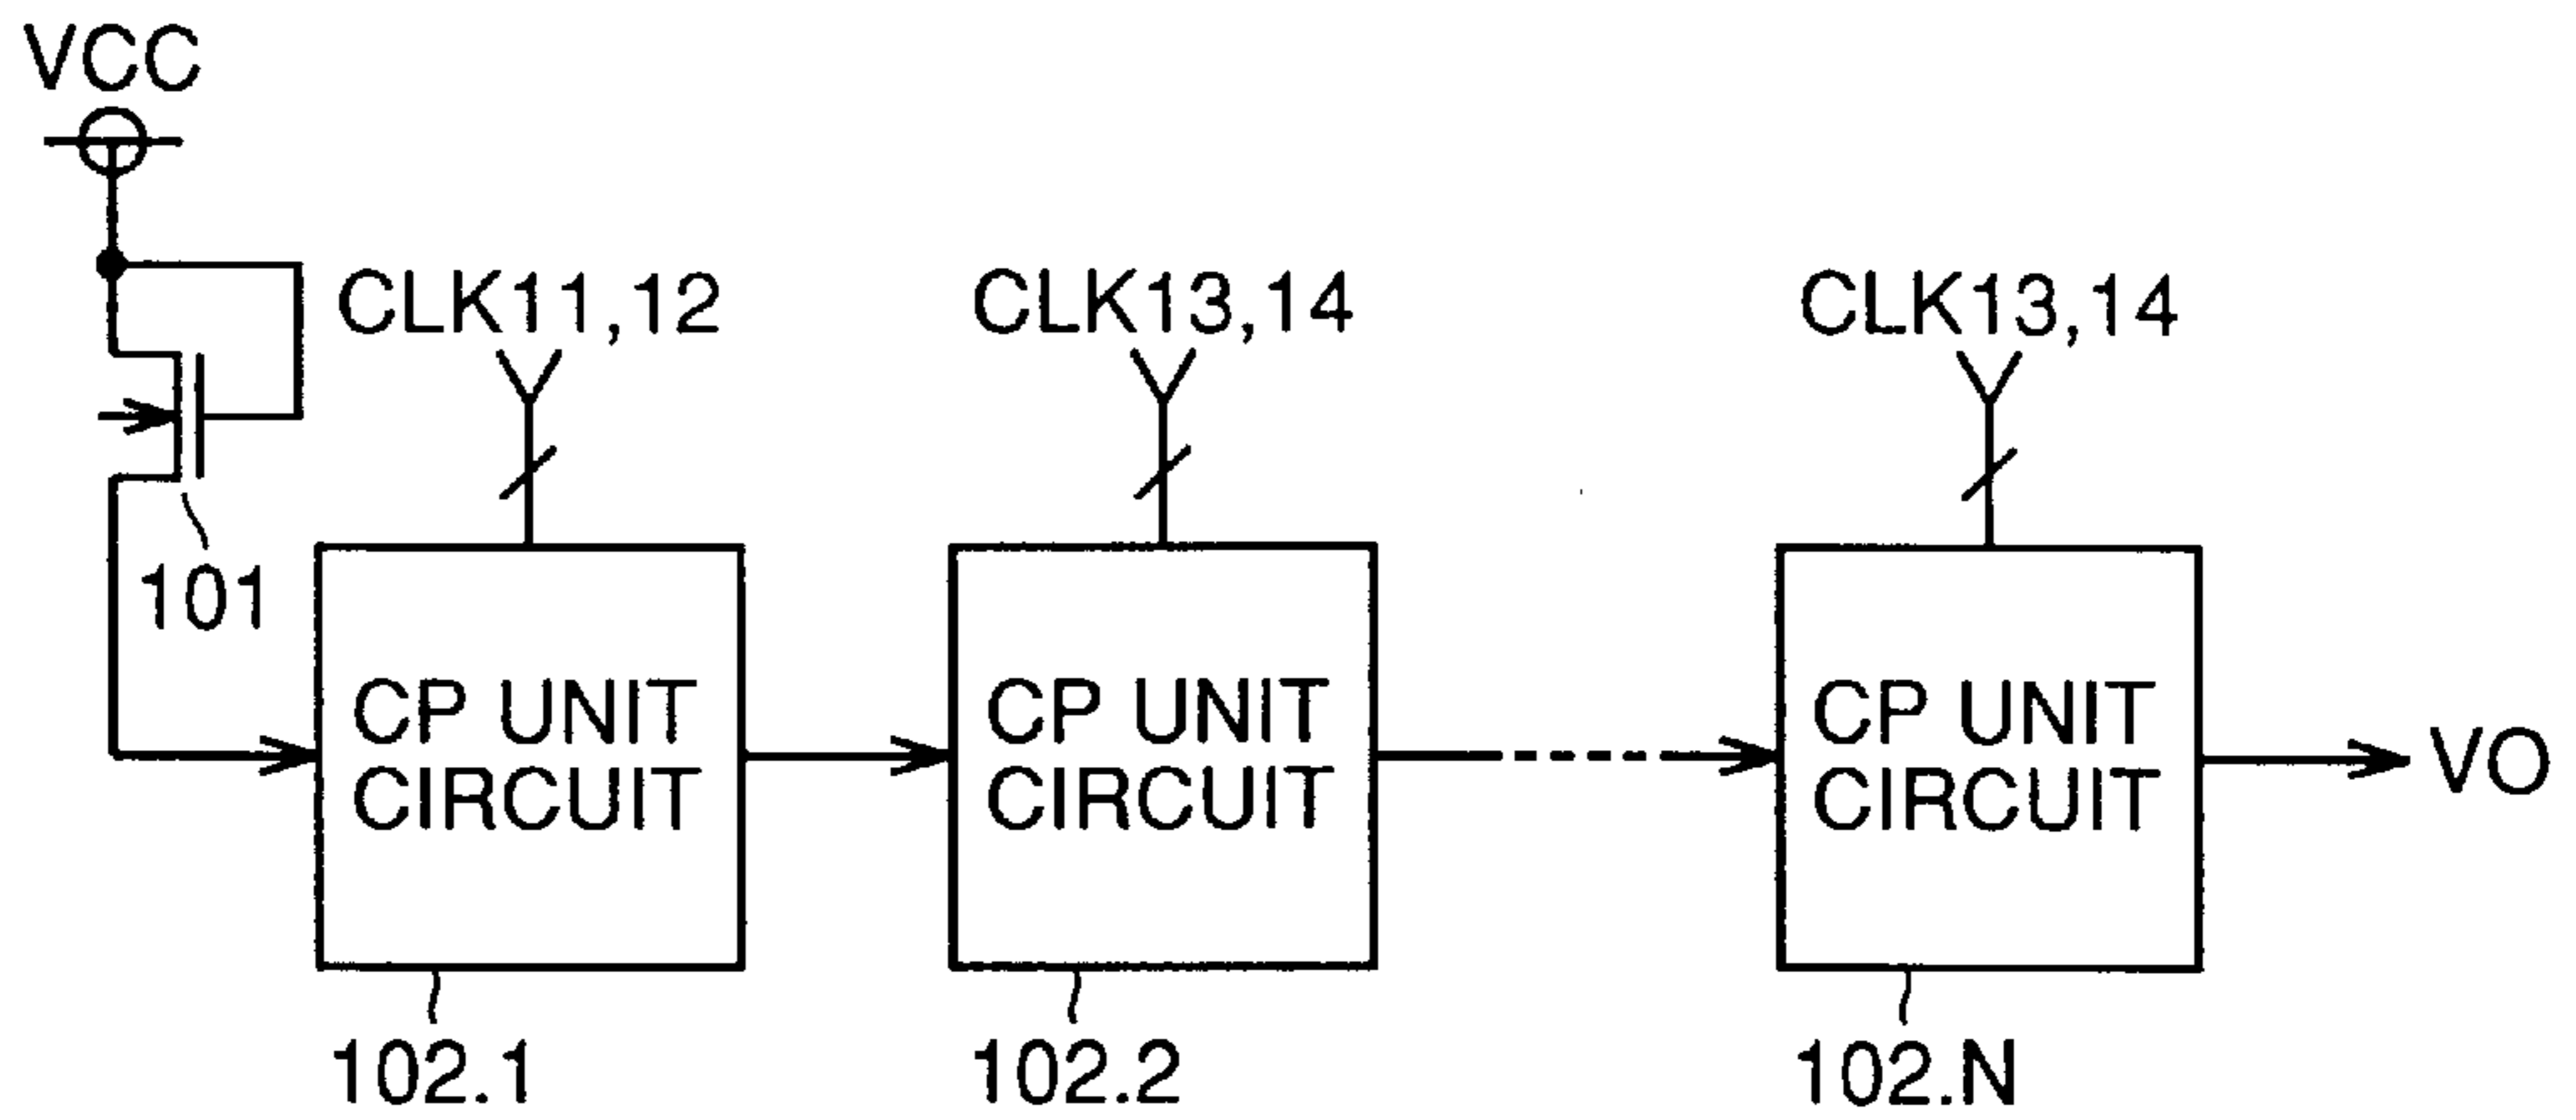 VCC
CLK11,12
CLK13,14
CLK13,14
101
CP UNIT
CIRCUIT
CP UNIT
CIRCUIT
CP UNIT
CIRCUIT
VO
102.1
102.2
102.N